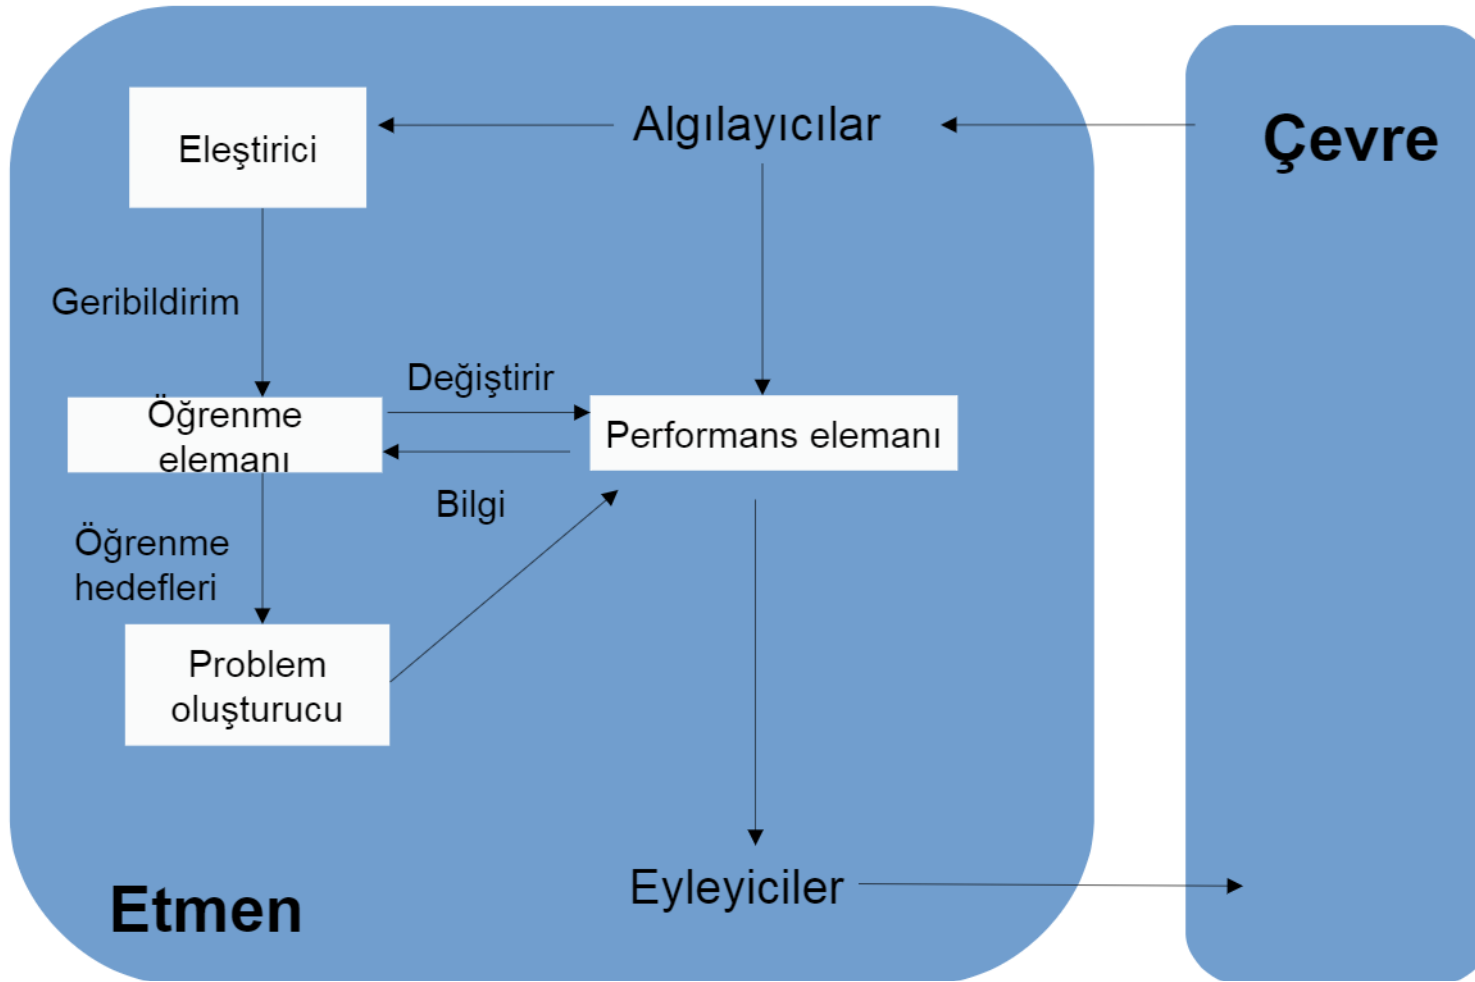 Algılayıcılar
Çevre
Eleştirici
Geribildirim
Değiştirir
Öğrenme
elemanı
Performans elemanı
Bilgi
Öğrenme
hedefleri
Problem
oluşturucu
Eyleyiciler
Etmen